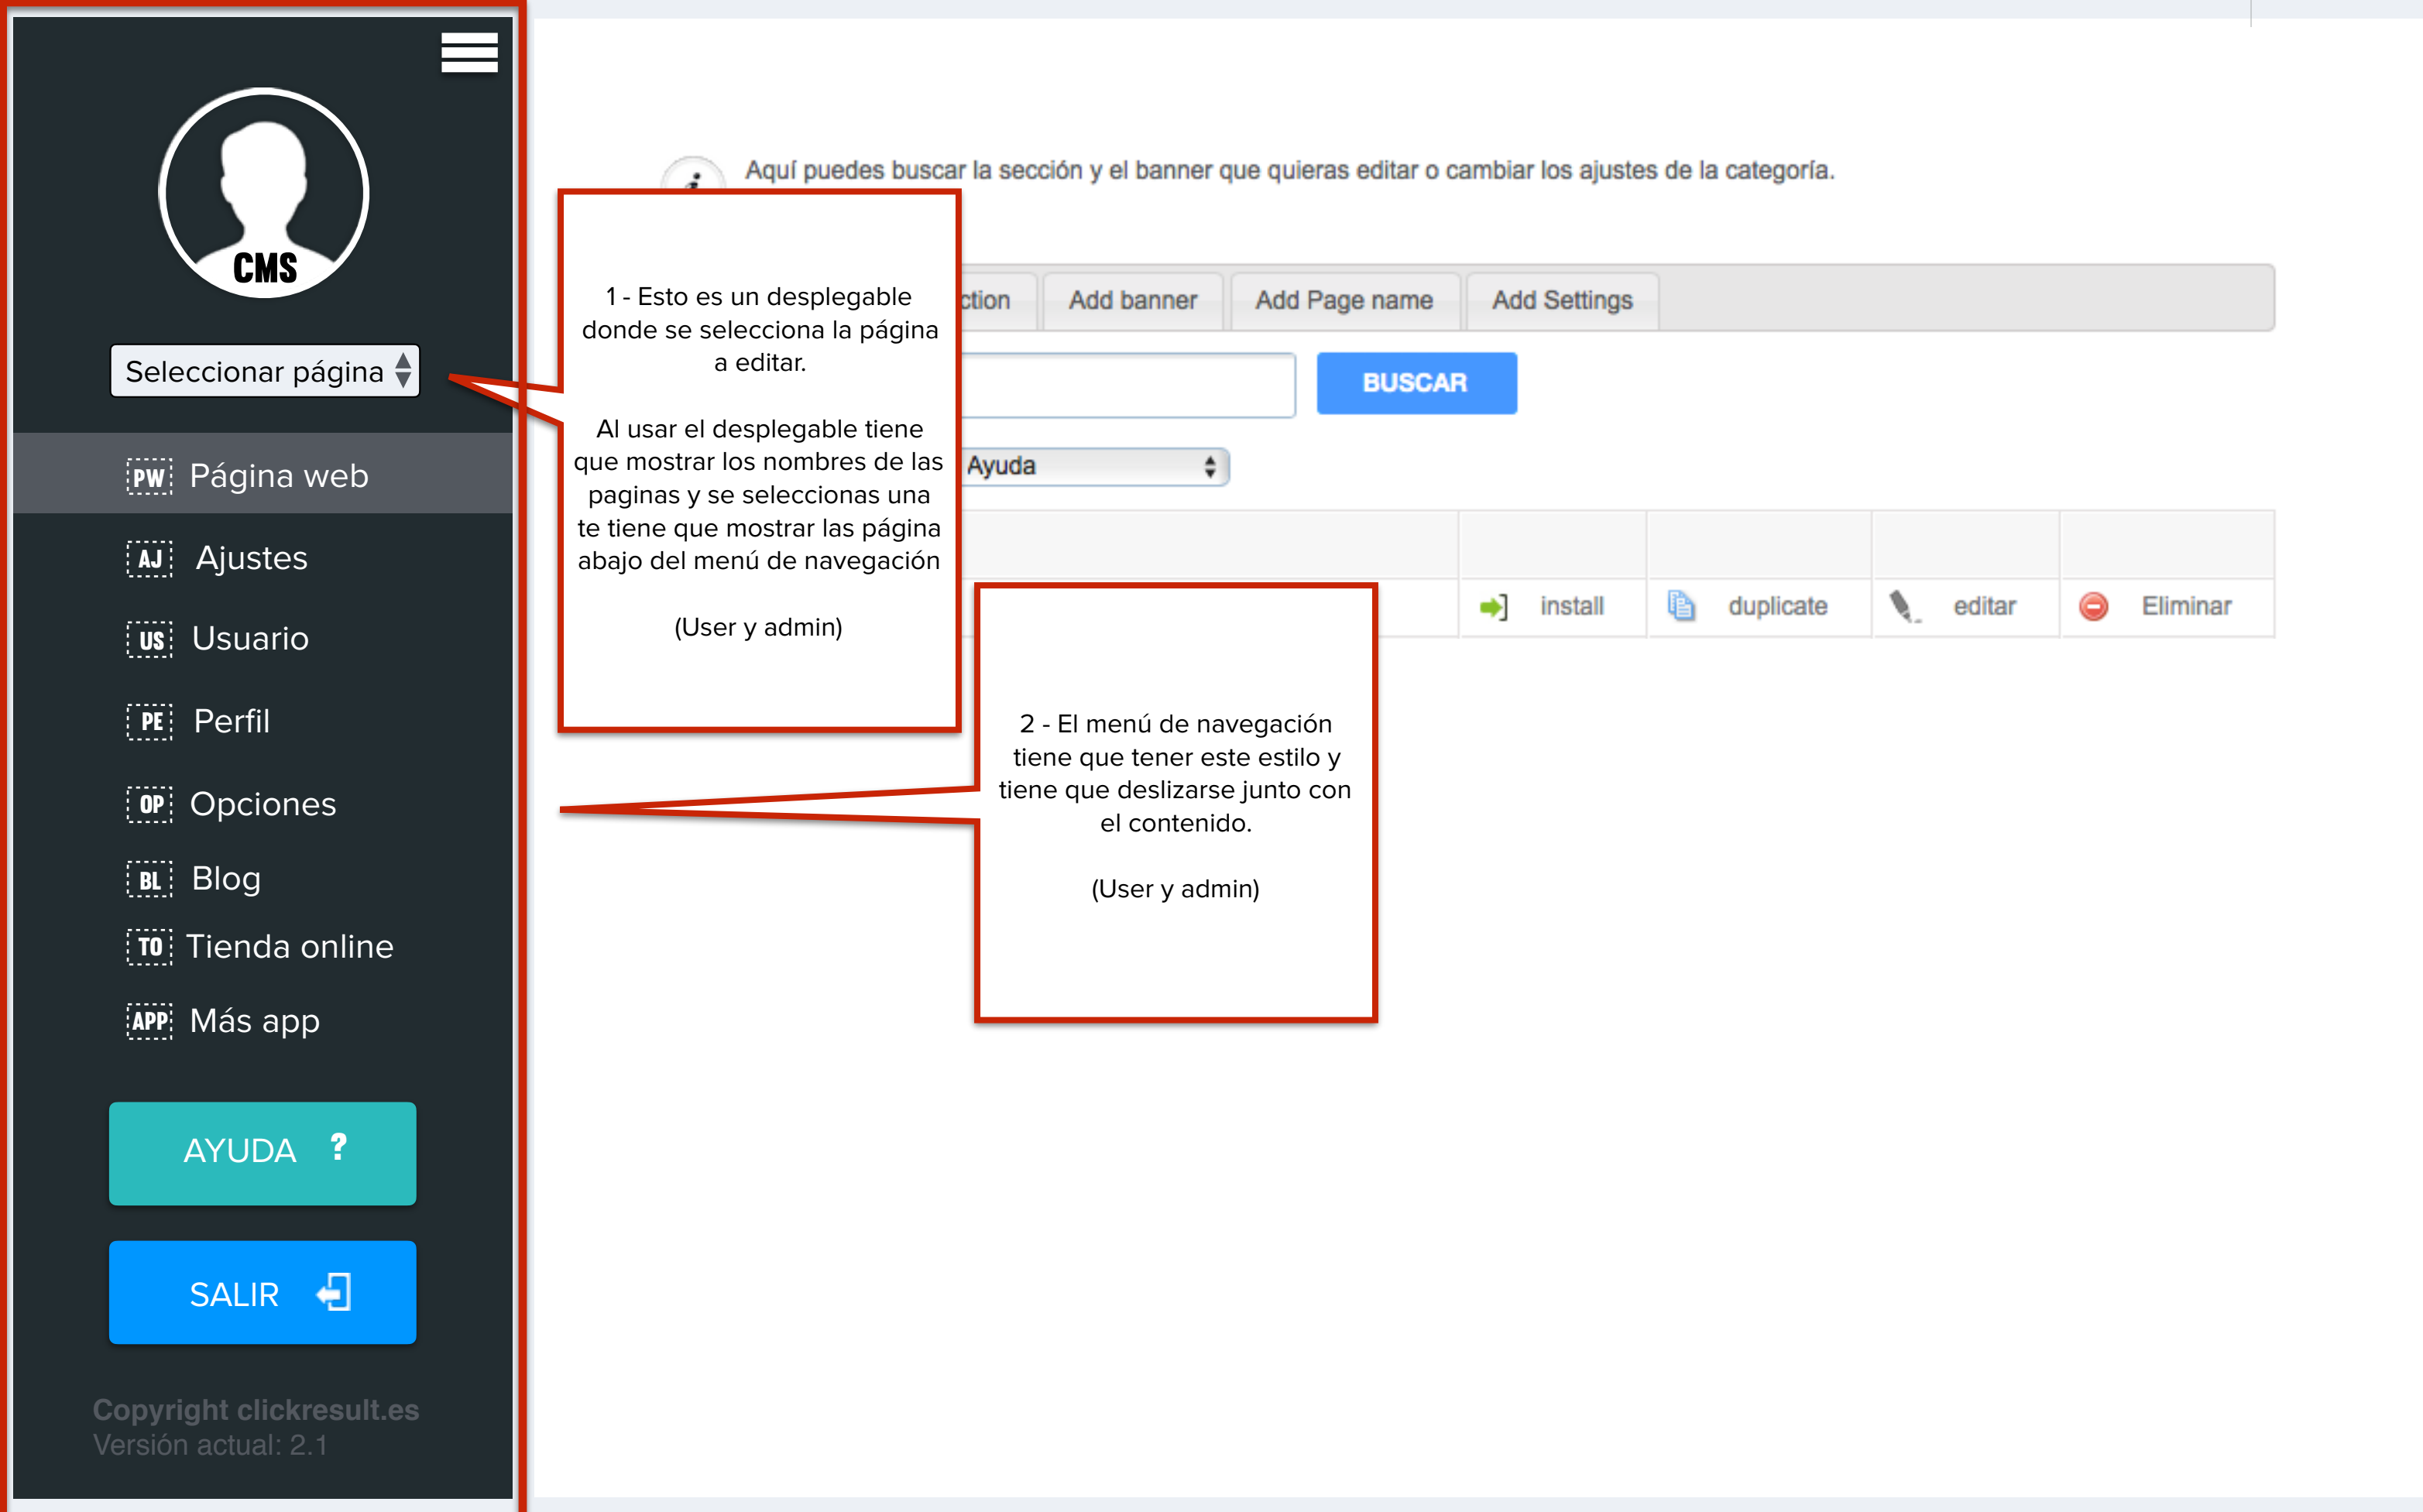 CMS
Seleccionar página
PW Página web
AJ Ajustes
US Usuario
PE Perfil
OP Opciones
BL Blog
TO Tienda online
APP Más app
AYUDA ?
SALIR
Copyright clickresult.es
Versión actual: 2.1
Aquí puedes buscar la sección y el banner que quieras editar o cambiar los ajustes de la categoría.
1 - Esto es un desplegable
donde se selecciona la página
a editar.
Al usar el desplegable tiene
que mostrar los nombres de las
paginas y se seleccionas una
te tiene que mostrar las página
abajo del menú de navegación
(User y admin)
Add banner
Add Page name
Add Settings
BUSCAR
Ayuda
install
duplicate
editar
Eliminar
2 - El menú de navegación
tiene que tener este estilo y
tiene que deslizarse junto con
el contenido.
(User y admin)